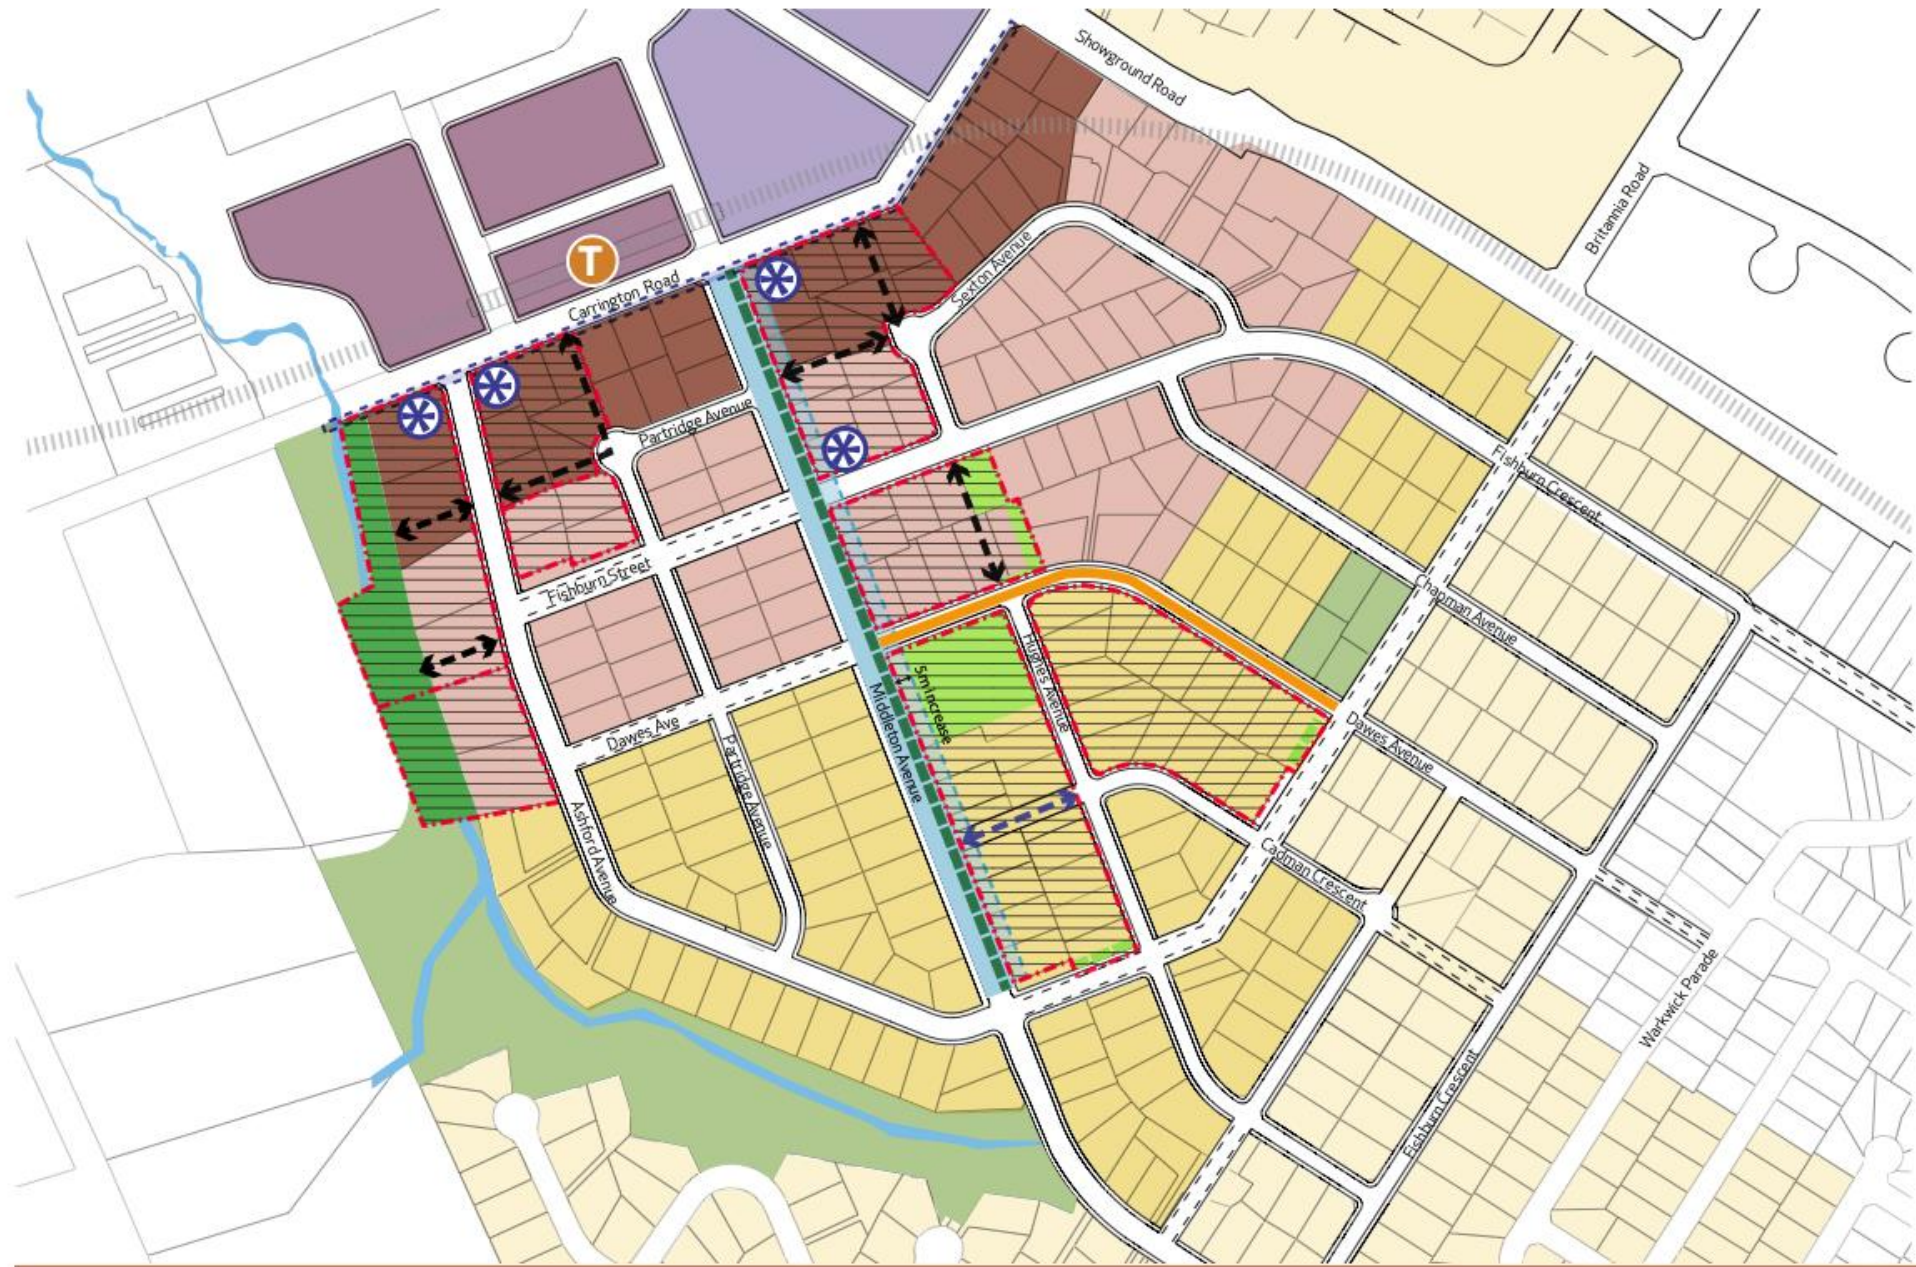 Showground Road
Britannia Road
T
Carrington Road
Sexton Avenue
Partridge Avenue
Fishburn Crescent
Fishburn Street
Chapman Avenue
Hughes Avenue
5m increase
Middleton Avenue
Dawes Ave
Dawes Avenue
Partridge Avenue
Ashford Avenue
Cadman Crescent
Warkwick Parade
Fishburn Crescent